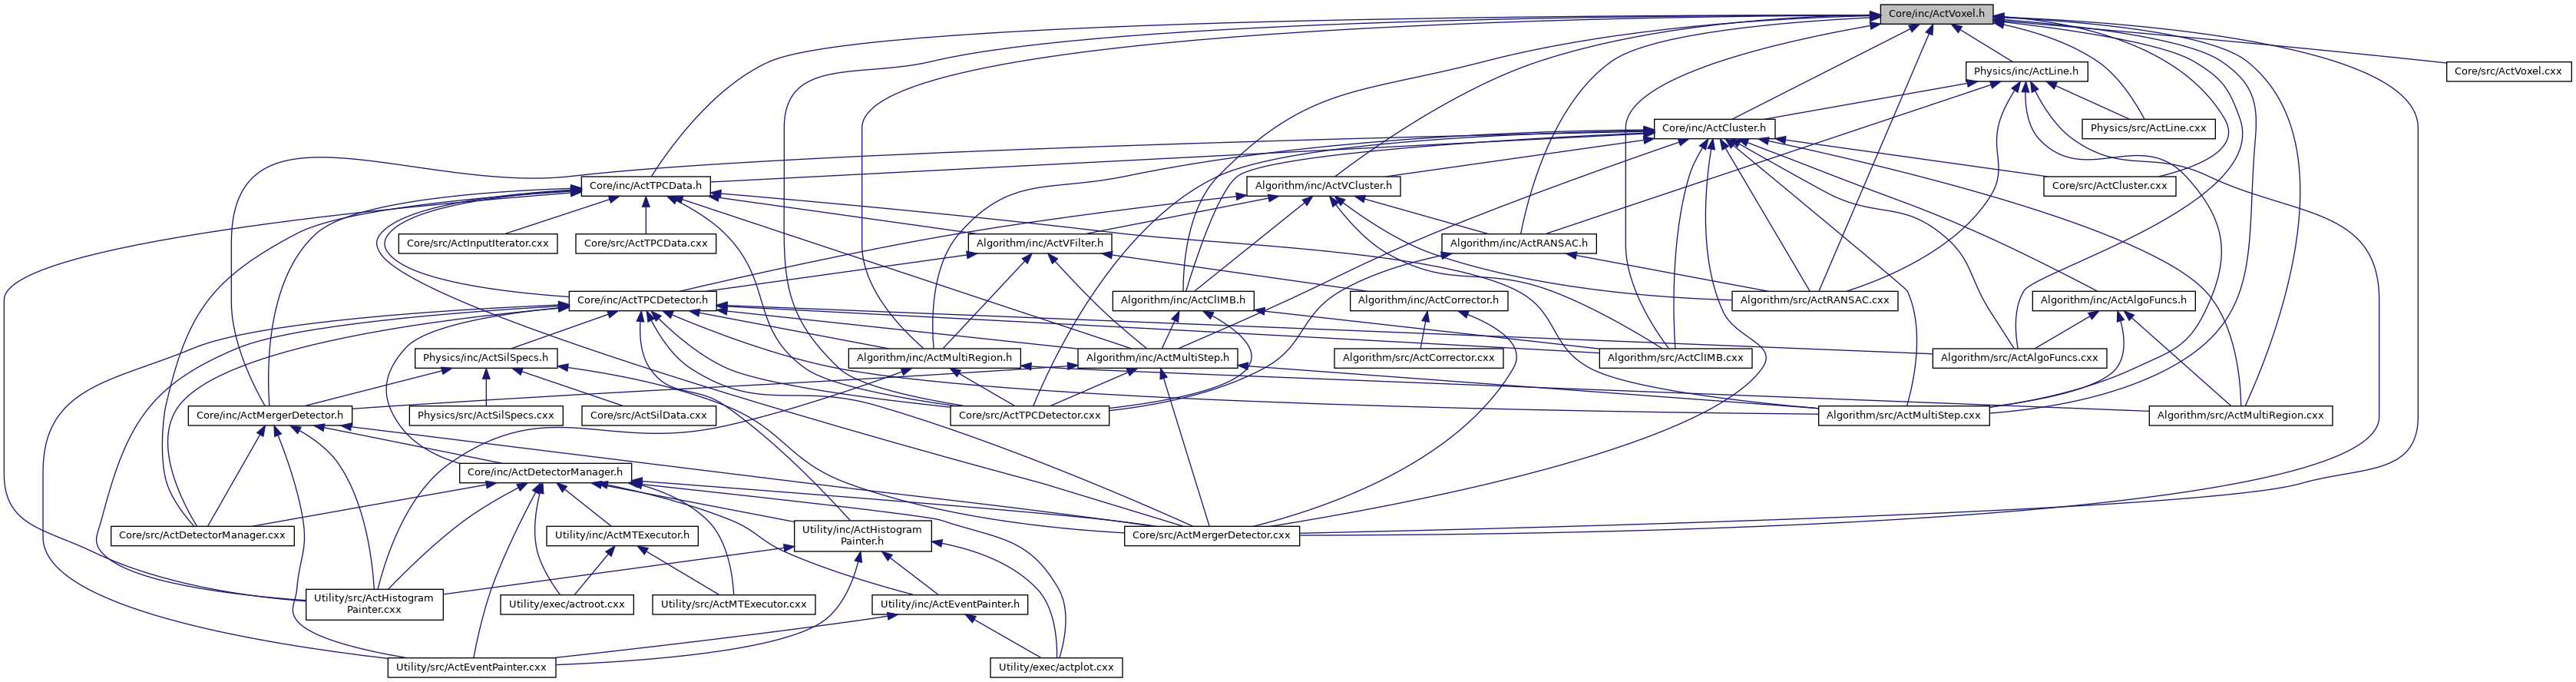 Core/inc/ActVoxel.h
Physics/inc/ActLine.h
Core/src/ActVoxel.cxx
Core/inc/ActCluster.h
Physics/src/ActLine.cxx
Core/inc/ActTPCData.h
Algorithm/inc/ActVCluster.h
Core/src/ActCluster.cxx
Core/src/ActInputIterator.cxx
Core/src/ActTPCData.cxx
Algorithm/inc/ActVFilter.h
Algorithm/inc/ActRANSAC.h
Core/inc/ActTPCDetector.h
Algorithm/inc/ActClIMB.h
Algorithm/inc/ActCorrector.h
Algorithm/src/ActRANSAC.cxx
Algorithm/inc/ActAlgoFuncs.h
Physics/inc/ActSilSpecs.h
Algorithm/inc/ActMultiRegion.h
Algorithm/inc/ActMultiStep.h
Algorithm/src/ActCorrector.cxx
Algorithm/src/ActClIMB.cxx
Algorithm/src/ActAlgoFuncs.cxx
Core/inc/ActMergerDetector.h
Physics/src/ActSilSpecs.cxx
Core/src/ActSilData.cxx
Core/src/ActTPCDetector.cxx
Algorithm/src/ActMultiStep.cxx
Algorithm/src/ActMultiRegion.cxx
Core/inc/ActDetectorManager.h
Core/src/ActDetectorManager.cxx
Utility/inc/ActMTExecutor.h
Utility/inc/ActHistogram
Painter.h
Core/src/ActMergerDetector.cxx
Utility/src/ActHistogram
Painter.cxx
Utility/exec/actroot.cxx
Utility/src/ActMTExecutor.cxx
Utility/inc/ActEventPainter.h
Utility/src/ActEventPainter.cxx
Utility/exec/actplot.cxx